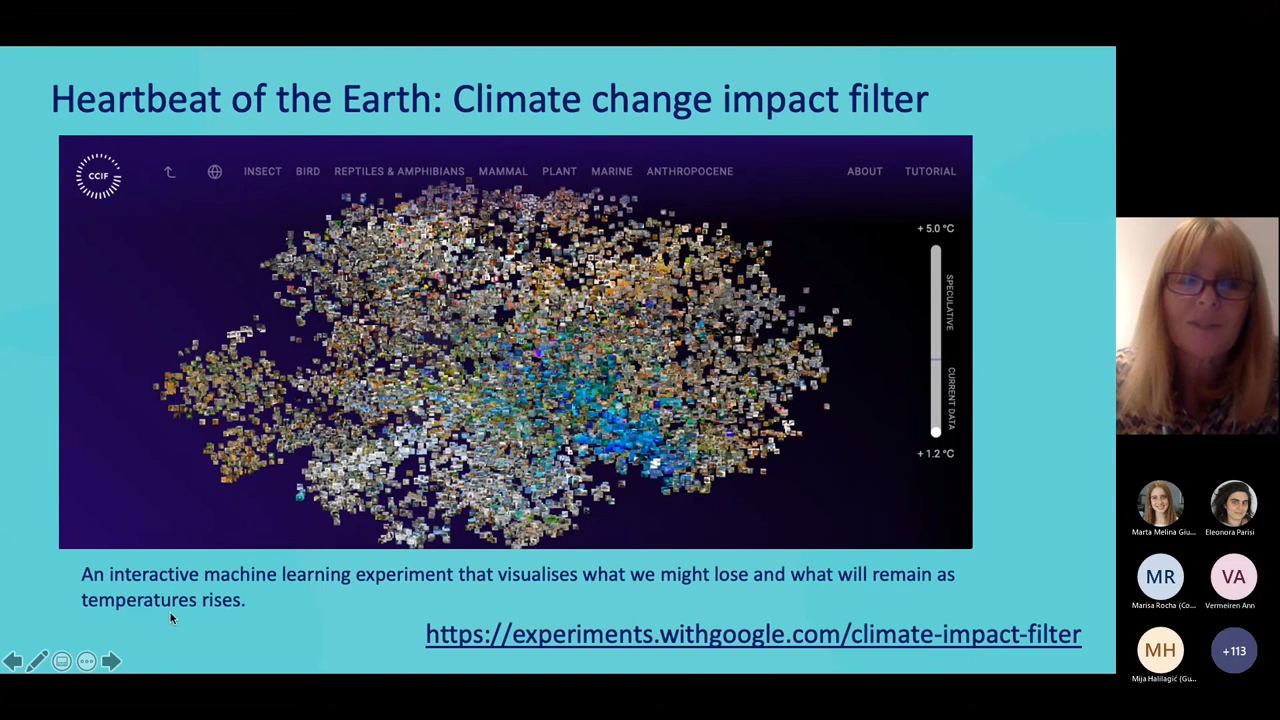 Heartbeat of the Earth: Climate change impact filter
CCIF
INSECT BIRD REPTILES & AMPHIBIANS MAMMAL PLANT MARINE ANTHROPOCENE ABOUT TUTORIAL
+ 5.0 °C
SPECULATIVE
CURRENT DATA
+ 1.2 °C
An interactive machine learning experiment that visualises what we might lose and what will remain as
temperatures rises.
https://experiments.withgoogle.com/climate-impact-filter
Marta Melina Giu... Eleonora Parisi
MR VA
Marisa Rocha (Co... Vermeiren Ann
MH +113
Mija Halilagić (Gu...